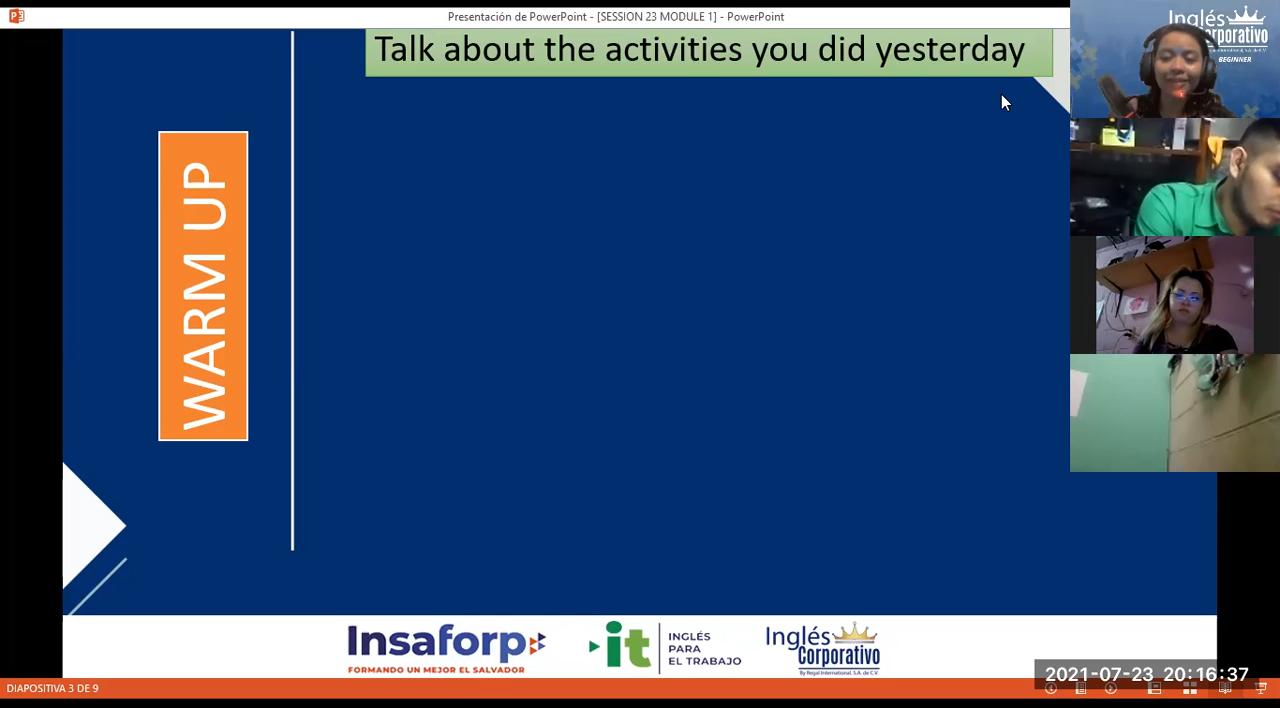 Presentación de PowerPoint - [SESSION 23 MODULE 1] - PowerPoint
Inglés
Corporativo
BEGINNER
Talk about the activities you did yesterday
WARM UP
Insaforp
FORMANDO UN MEJOR EL SALVADOR
it
INGLÉS
PARA
EL TRABAJO
Inglés
Corporativo
By Regal International, S.A. de C.V.
2021-07-23 20:16:37
DIAPOSITIVA 3 DE 9